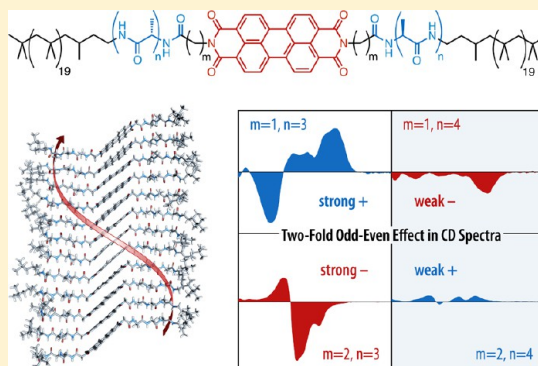 O
O
H
N
O
O
N
N
H
O
O
H
N
N
H
O
O
O
n
m
m
n
19
19
m=1, n=3
strong +
m=1, n=4
weak –
Two-Fold Odd-Even Effect in CD Spectra
strong –
m=2, n=3
weak +
m=2, n=4